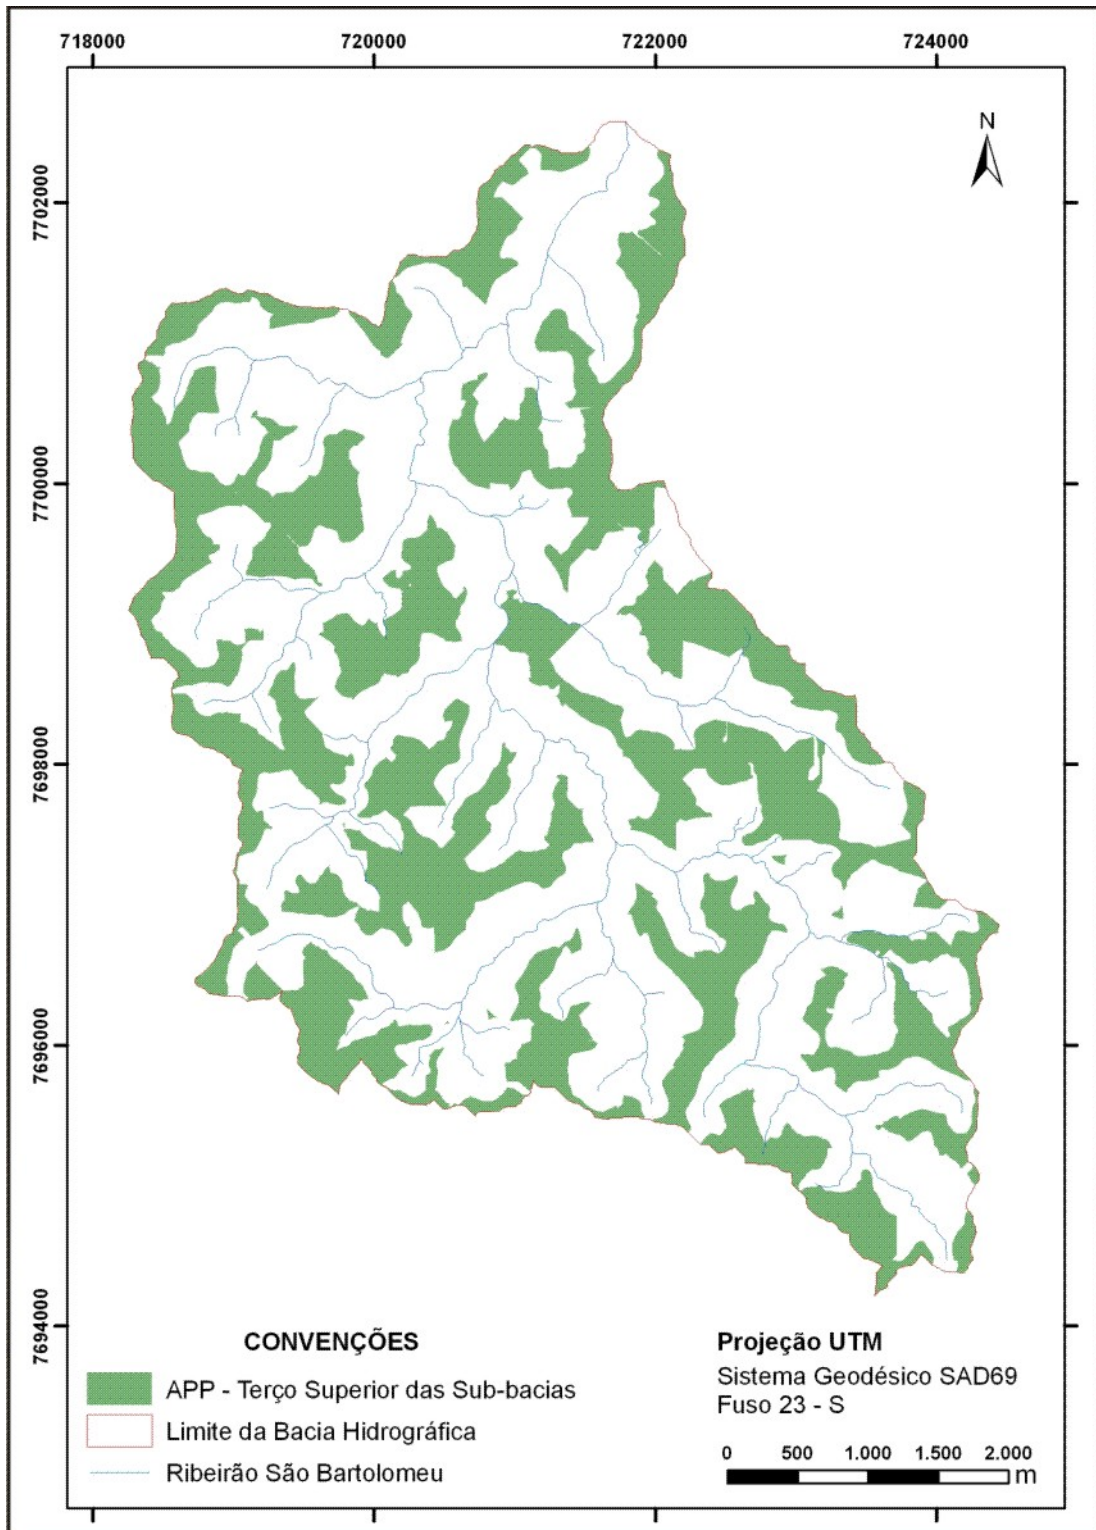 718000 720000 722000 724000
N
7702000
7700000
7698000
7696000
7694000
CONVENÇÕES
APP - Terço Superior das Sub-bacias
Limite da Bacia Hidrográfica
Ribeirão São Bartolomeu
Projeção UTM
Sistema Geodésico SAD69
Fuso 23 - S
0 500 1.000 1.500 2.000
m